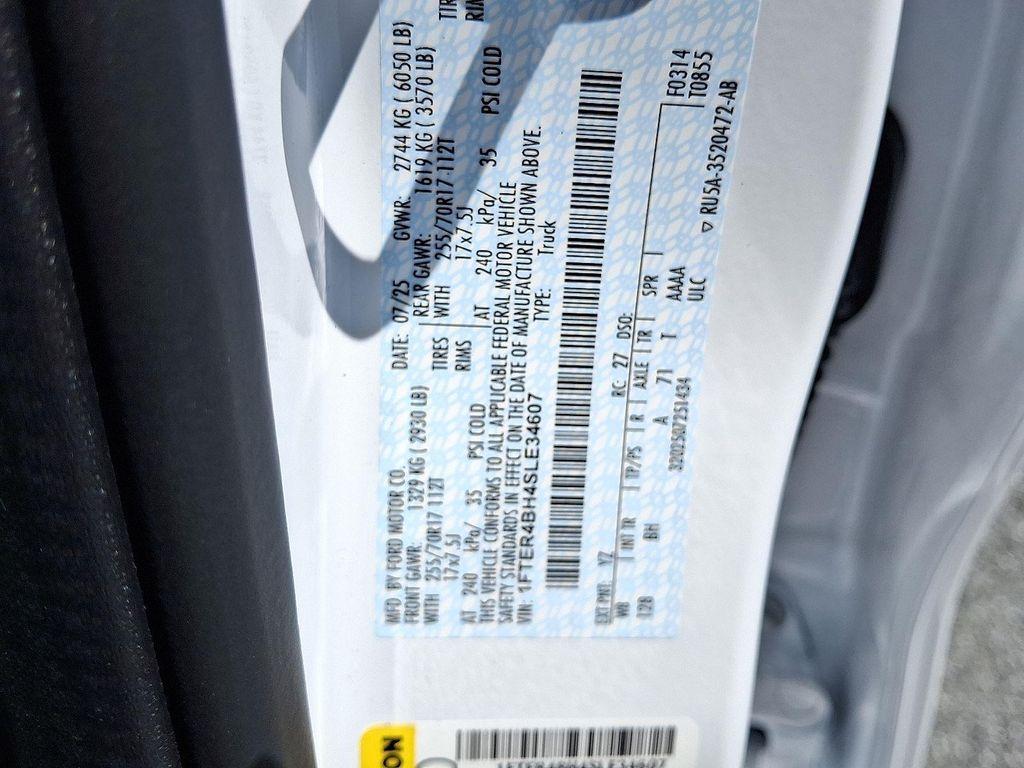 MFD. BY FORD MOTOR CO.
DATE: 07/25 GVWR: 2744 KG ( 6050 LB)
FRONT GAWR: 1329 KG ( 2930 LB)
REAR GAWR: 1619 KG ( 3570 LB)
WITH 255/70R17 112T
TIRES WITH 255/70R17 112T
17x7.5J
RIMS 17x7.5J
AT 240 kPa/ 35 PSI COLD
AT 240 kPa/ 35 PSI COLD
THIS VEHICLE CONFORMS TO ALL APPLICABLE FEDERAL MOTOR VEHICLE
SAFETY STANDARDS IN EFFECT ON THE DATE OF MANUFACTURE SHOWN ABOVE.
VIN: 1FTER4BH4SLE34607
TYPE: Truck
EXT PNT: YZ RC: 27 DSO:
WB INT TR TP/PS R AXLE TR SPR
F0314
T0855
128 BH A 71 T AAAA
ULC
3202507251434
▽ RU5A-3520472-AB
1FTER4BH4SLE34607